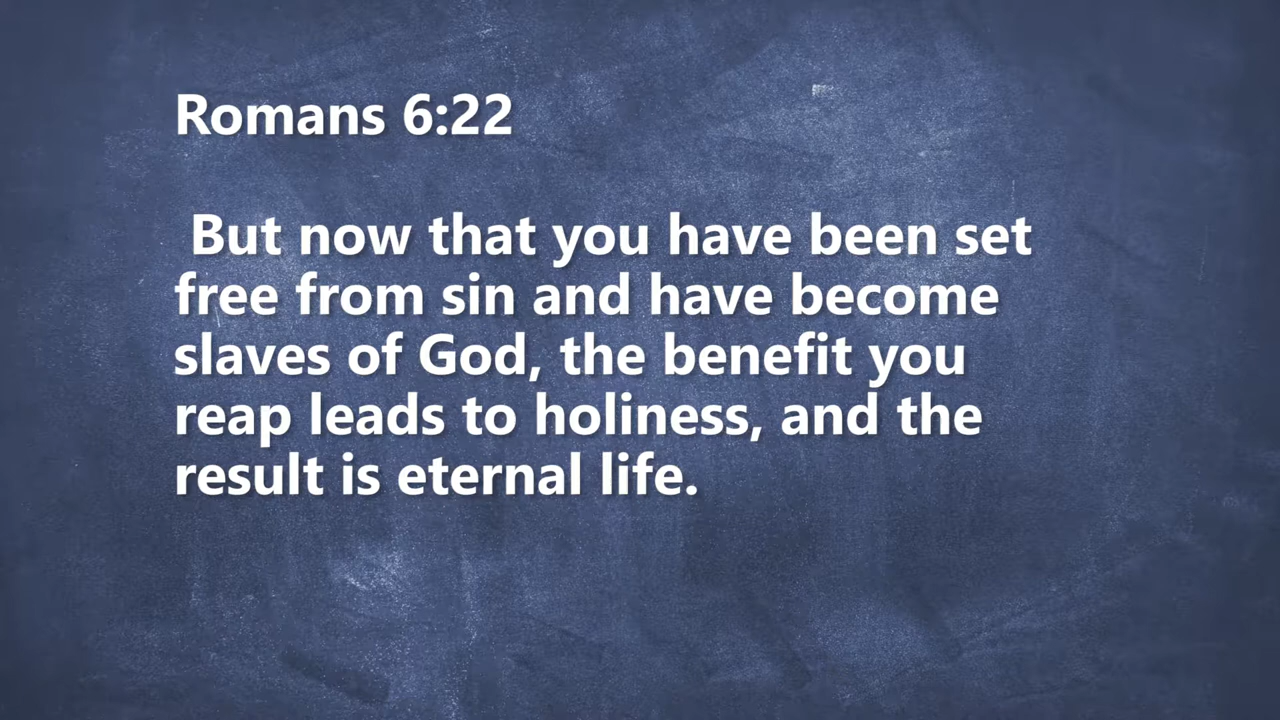 Romans 6:22
But now that you have been set
free from sin and have become
slaves of God, the benefit you
reap leads to holiness, and the
result is eternal life.